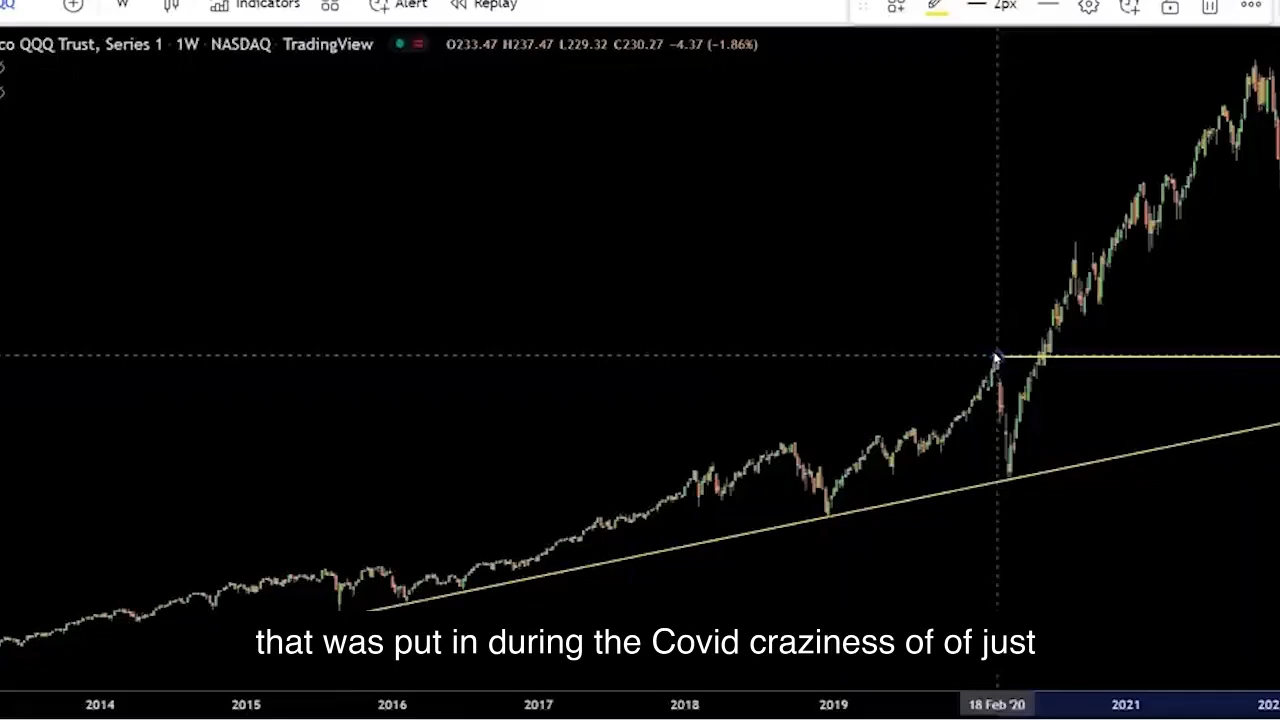 W Indicators Alert Replay 2px
co QQQ Trust, Series 1 · 1W · NASDAQ · TradingView O233.47 H237.47 L229.32 C230.27 −4.37 (−1.86%)
that was put in during the Covid craziness of of just
2014 2015 2016 2017 2018 2019 18 Feb '20 2021 202